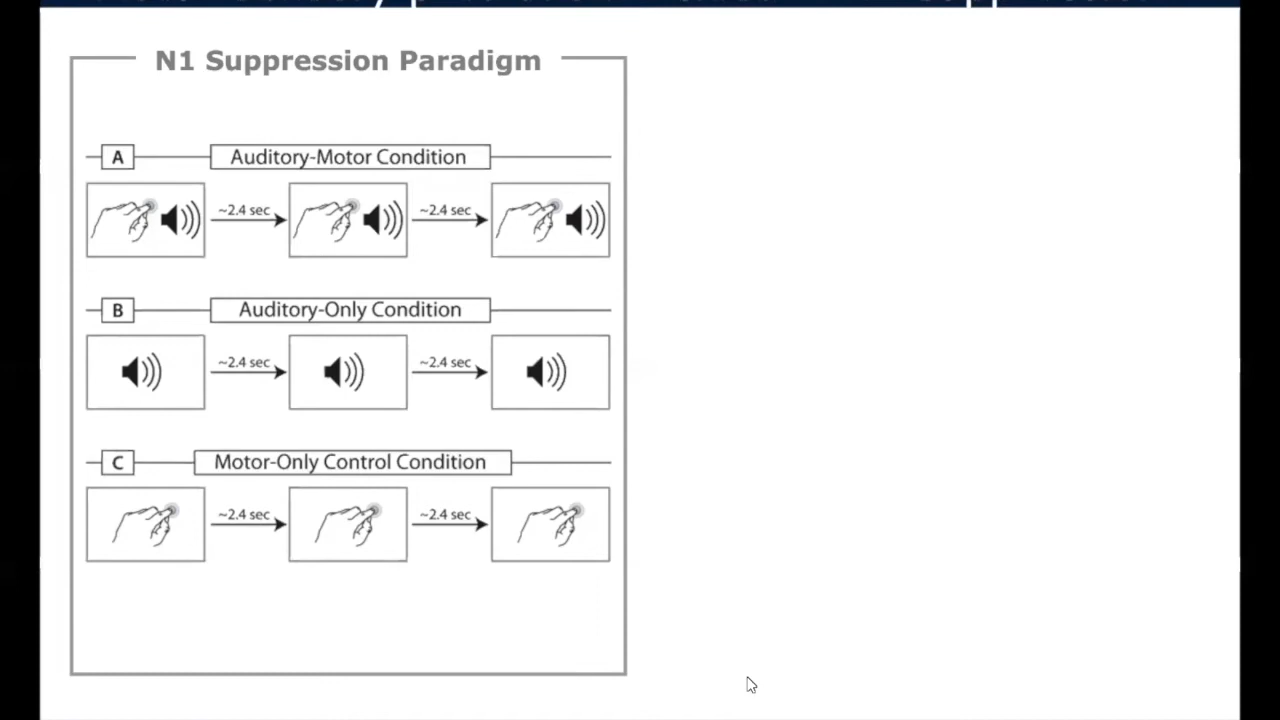 N1 Suppression Paradigm
A Auditory-Motor Condition
~2.4 sec ~2.4 sec
B Auditory-Only Condition
~2.4 sec ~2.4 sec
C Motor-Only Control Condition
~2.4 sec ~2.4 sec